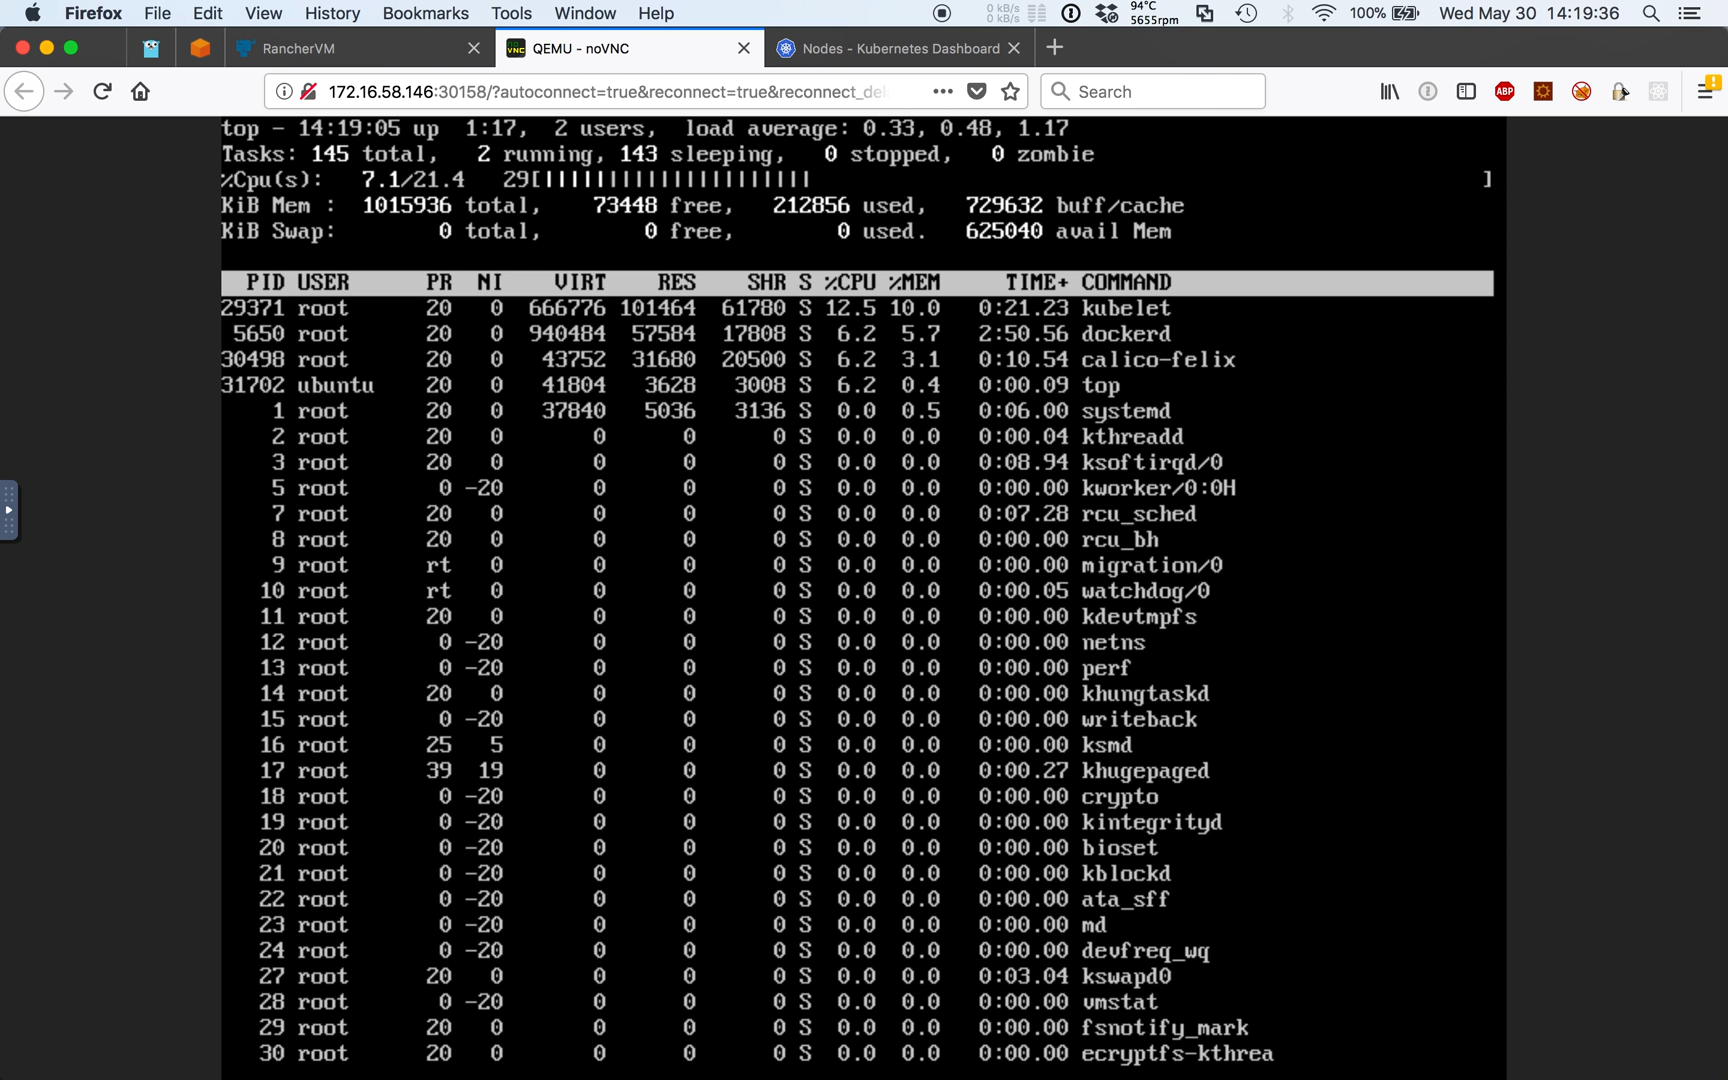 Firefox File Edit View History Bookmarks Tools Window Help 0 kB/s 0 kB/s 94°C 5655rpm 100% Wed May 30 14:19:36
RancherVM QEMU - noVNC Nodes - Kubernetes Dashboard
172.16.58.146:30158/?autoconnect=true&reconnect=true&reconnect_del Search ABP
top - 14:19:05 up  1:17,  2 users,  load average: 0.33, 0.48, 1.17
Tasks: 145 total,   2 running, 143 sleeping,   0 stopped,   0 zombie
%Cpu(s):   7.1/21.4   29[|||||||||||||||||||||                                                     ]
KiB Mem :  1015936 total,    73448 free,   212856 used,   729632 buff/cache
KiB Swap:        0 total,        0 free,        0 used.   625040 avail Mem
PID USER      PR  NI    VIRT    RES    SHR S %CPU %MEM     TIME+ COMMAND
29371 root      20   0  666776 101464  61780 S 12.5 10.0   0:21.23 kubelet
5650 root      20   0  940484  57584  17808 S  6.2  5.7   2:50.56 dockerd
30498 root      20   0   43752  31680  20500 S  6.2  3.1   0:10.54 calico-felix
31702 ubuntu    20   0   41804   3628   3008 S  6.2  0.4   0:00.09 top
1 root      20   0   37840   5036   3136 S  0.0  0.5   0:06.00 systemd
2 root      20   0       0      0      0 S  0.0  0.0   0:00.04 kthreadd
3 root      20   0       0      0      0 S  0.0  0.0   0:08.94 ksoftirqd/0
5 root       0 -20       0      0      0 S  0.0  0.0   0:00.00 kworker/0:0H
7 root      20   0       0      0      0 S  0.0  0.0   0:07.28 rcu_sched
8 root      20   0       0      0      0 S  0.0  0.0   0:00.00 rcu_bh
9 root      rt   0       0      0      0 S  0.0  0.0   0:00.00 migration/0
10 root      rt   0       0      0      0 S  0.0  0.0   0:00.05 watchdog/0
11 root      20   0       0      0      0 S  0.0  0.0   0:00.00 kdevtmpfs
12 root       0 -20       0      0      0 S  0.0  0.0   0:00.00 netns
13 root       0 -20       0      0      0 S  0.0  0.0   0:00.00 perf
14 root      20   0       0      0      0 S  0.0  0.0   0:00.00 khungtaskd
15 root       0 -20       0      0      0 S  0.0  0.0   0:00.00 writeback
16 root      25   5       0      0      0 S  0.0  0.0   0:00.00 ksmd
17 root      39  19       0      0      0 S  0.0  0.0   0:00.27 khugepaged
18 root       0 -20       0      0      0 S  0.0  0.0   0:00.00 crypto
19 root       0 -20       0      0      0 S  0.0  0.0   0:00.00 kintegrityd
20 root       0 -20       0      0      0 S  0.0  0.0   0:00.00 bioset
21 root       0 -20       0      0      0 S  0.0  0.0   0:00.00 kblockd
22 root       0 -20       0      0      0 S  0.0  0.0   0:00.00 ata_sff
23 root       0 -20       0      0      0 S  0.0  0.0   0:00.00 md
24 root       0 -20       0      0      0 S  0.0  0.0   0:00.00 devfreq_wq
27 root      20   0       0      0      0 S  0.0  0.0   0:03.04 kswapd0
28 root       0 -20       0      0      0 S  0.0  0.0   0:00.00 vmstat
29 root      20   0       0      0      0 S  0.0  0.0   0:00.00 fsnotify_mark
30 root      20   0       0      0      0 S  0.0  0.0   0:00.00 ecryptfs-kthrea